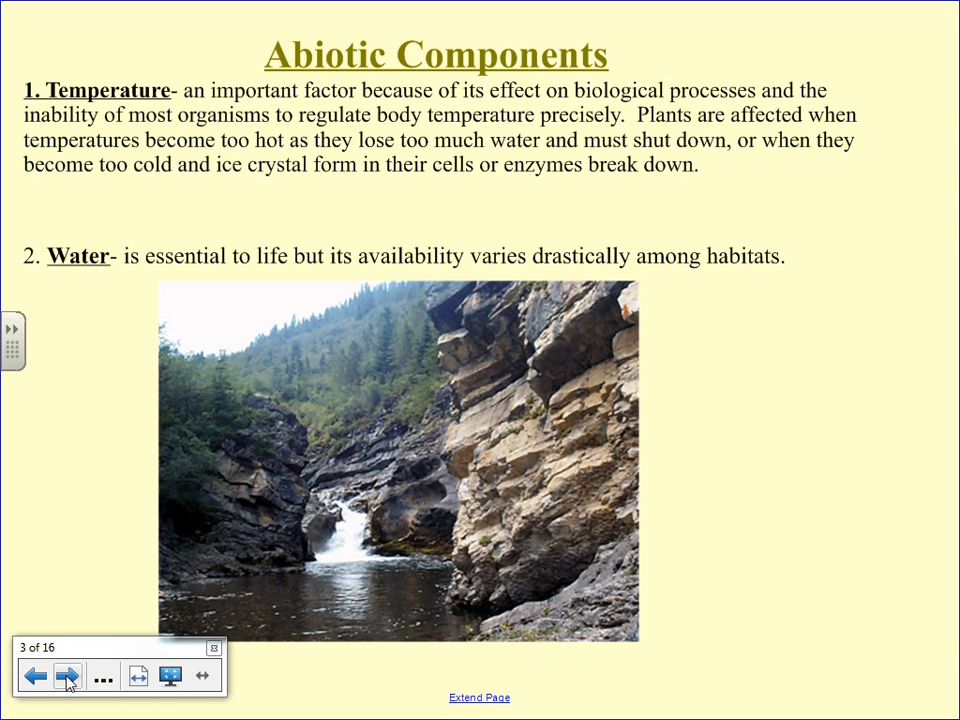 Abiotic Components
1. Temperature- an important factor because of its effect on biological processes and the
inability of most organisms to regulate body temperature precisely.  Plants are affected when
temperatures become too hot as they lose too much water and must shut down, or when they
become too cold and ice crystal form in their cells or enzymes break down.
2. Water- is essential to life but its availability varies drastically among habitats.
3 of 16
...
Extend Page